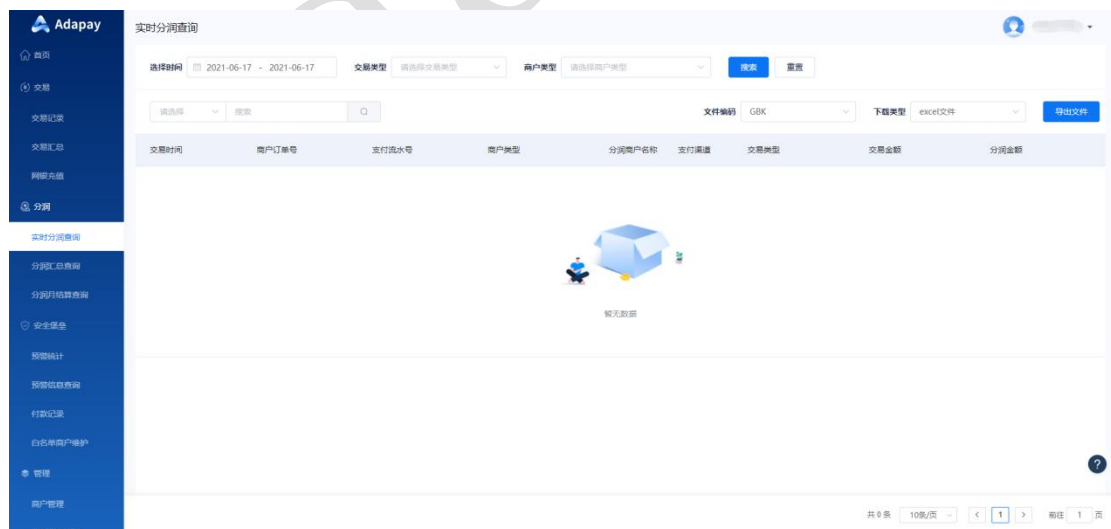 Adapay
实时分润查询
首页
选择时间 2021-06-17 - 2021-06-17 交易类型 请选择交易类型 商户类型 请选择商户类型 搜索 重置
交易
请选择 搜索 文件编码 GBK 下载类型 excel文件 导出文件
交易记录
交易汇总
交易时间 商户订单号 支付流水号 商户类型 分润商户名称 支付渠道 交易类型 交易金额 分润金额
网银充值
分润
实时分润查询
分润汇总查询
分润月结算查询
暂无数据
安全堡垒
预警统计
预警信息查询
付款记录
白名单商户维护
管理
商户管理
共 0 条 10条/页 < 1 > 前往 1 页